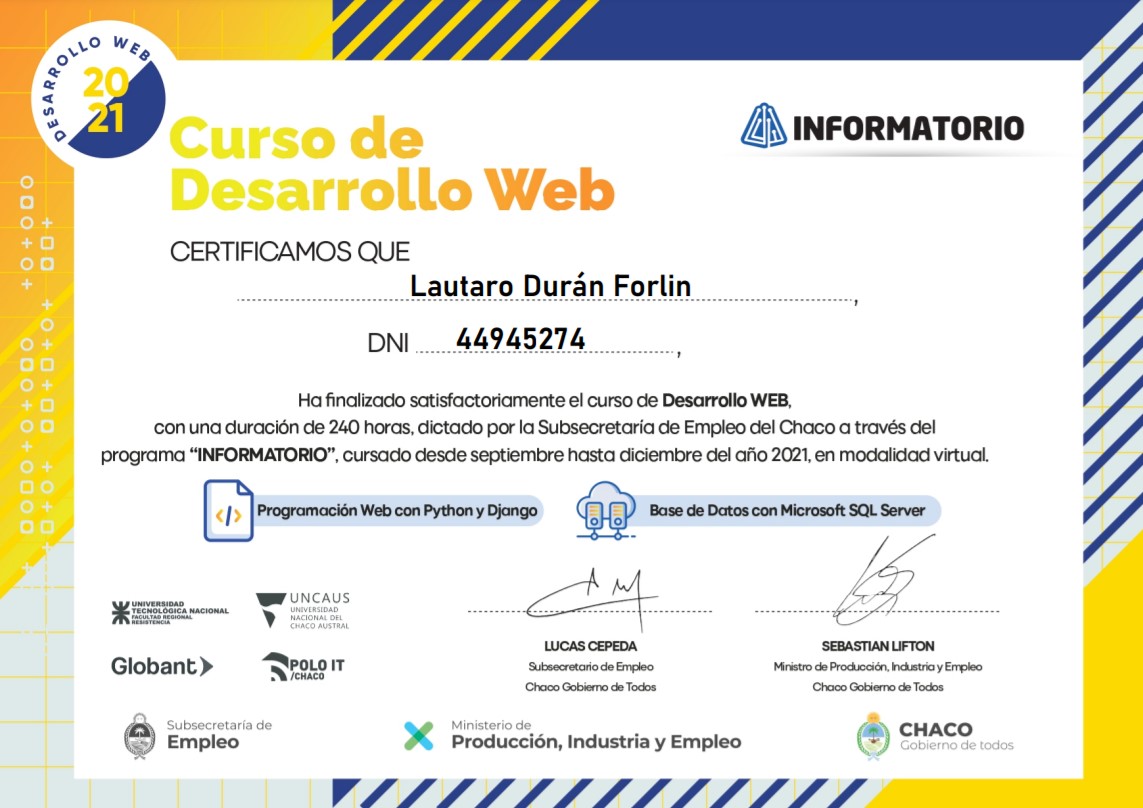 DESARROLLO WEB
20
21
Curso de
Desarrollo Web
INFORMATORIO
CERTIFICAMOS QUE
Lautaro Durán Forlin,
DNI 44945274,
Ha finalizado satisfactoriamente el curso de Desarrollo WEB,
con una duración de 240 horas, dictado por la Subsecretaría de Empleo del Chaco a través del
programa “INFORMATORIO”, cursado desde septiembre hasta diciembre del año 2021, en modalidad virtual.
</> Programación Web con Python y Django
Base de Datos con Microsoft SQL Server
UNIVERSIDAD
TECNOLÓGICA NACIONAL
FACULTAD REGIONAL
RESISTENCIA
UNCAUS
UNIVERSIDAD
NACIONAL DEL
CHACO AUSTRAL
Globant
POLO IT
/CHACO
LUCAS CEPEDA
Subsecretario de Empleo
Chaco Gobierno de Todos
SEBASTIAN LIFTON
Ministro de Producción, Industria y Empleo
Chaco Gobierno de Todos
Subsecretaría de
Empleo
Ministerio de
Producción, Industria y Empleo
CHACO
Gobierno de todos